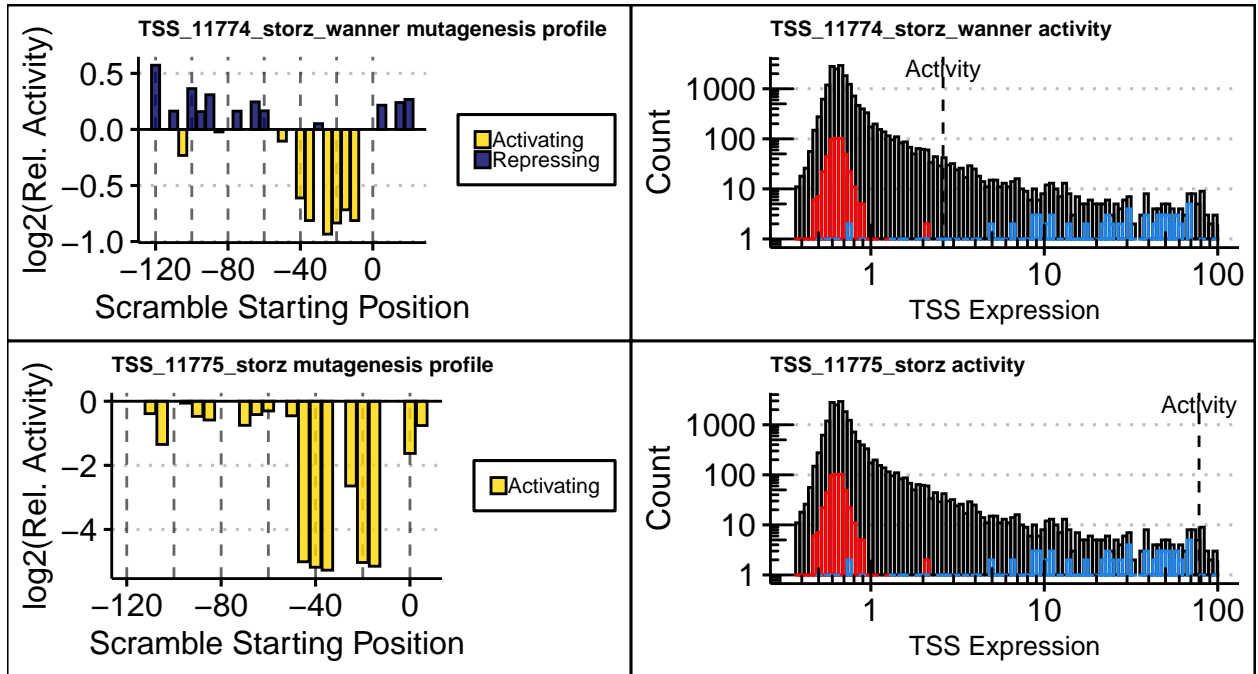 TSS_11774_storz_wanner mutagenesis profile
log2(Rel. Activity)
0.5
0.0
−0.5
−1.0
−120
−80
−40
0
Scramble Starting Position
Activating
Repressing
TSS_11774_storz_wanner activity
Activity
Count
1000
100
10
1
1
10
100
TSS Expression
TSS_11775_storz mutagenesis profile
log2(Rel. Activity)
0
−2
−4
−120
−80
−40
0
Scramble Starting Position
Activating
TSS_11775_storz activity
Activity
Count
1000
100
10
1
1
10
100
TSS Expression